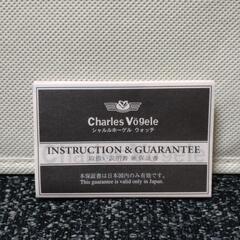 Charles Vögele
シャルルホーゲル ウォッチ
INSTRUCTION & GUARANTEE
取扱い説明書 兼 保証書
本保証書は日本国内のみ有効です。
This guarantee is valid only in Japan.